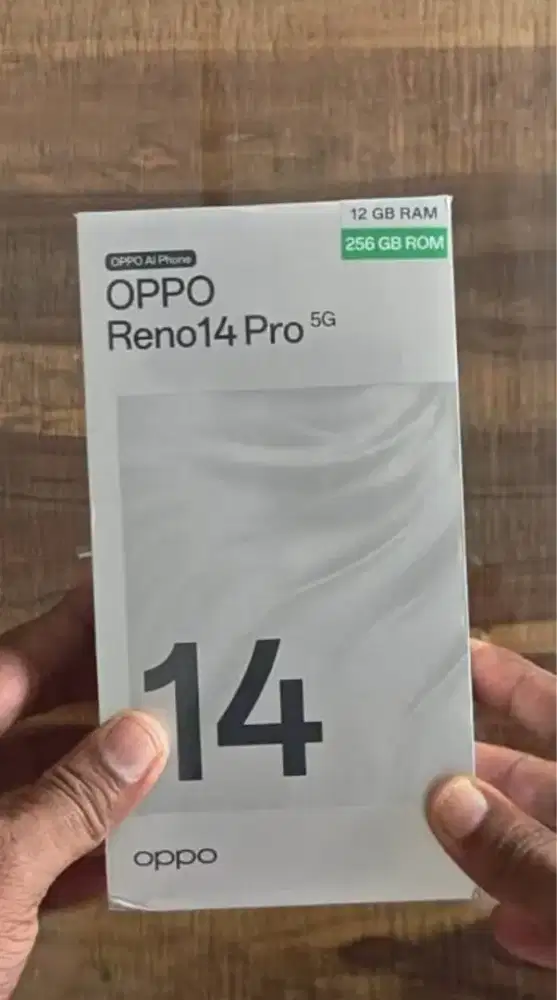 12 GB RAM
256 GB ROM
OPPO AI Phone
OPPO
Reno14 Pro 5G
14
oppo